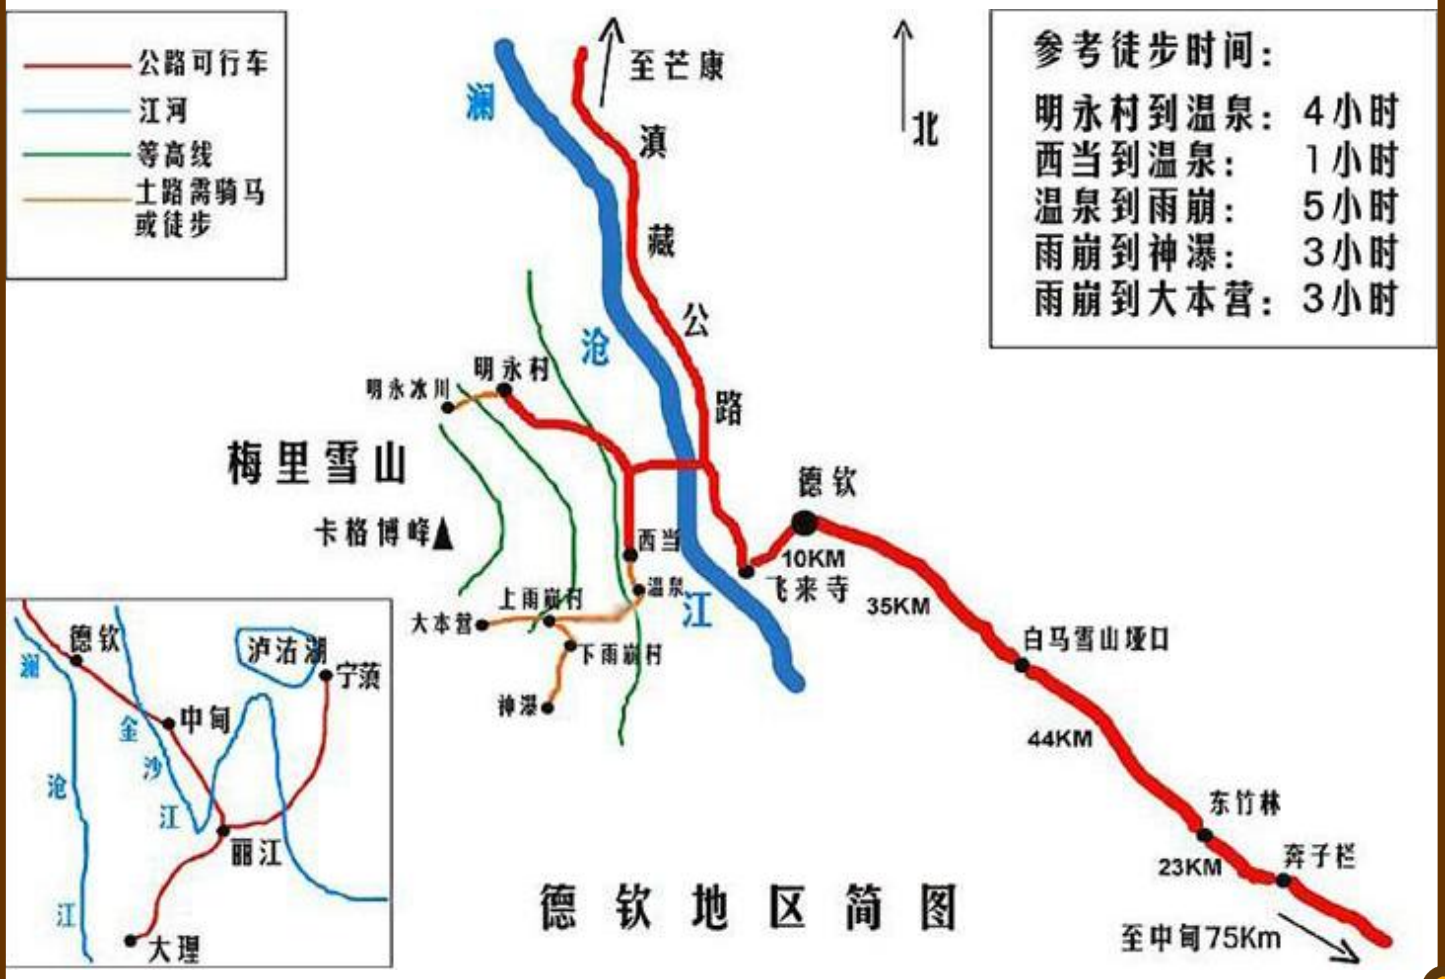 公路可行车
江河
等高线
土路需骑马
或徒步
至芒康
北
参考徒步时间：
明永村到温泉： 4小时
西当到温泉： 1小时
温泉到雨崩： 5小时
雨崩到神瀑： 3小时
雨崩到大本营： 3小时
澜
沧
江
滇
藏
公
路
明永村
明永冰川
梅里雪山
卡格博峰
西当
温泉
上雨崩村
大本营
下雨崩村
神瀑
德钦
10KM
飞来寺
35KM
白马雪山垭口
44KM
东竹林
23KM
奔子栏
至中甸75Km
德钦地区简图
德钦
泸沽湖
宁蒗
澜
沧
江
中甸
金
沙
江
丽江
大理